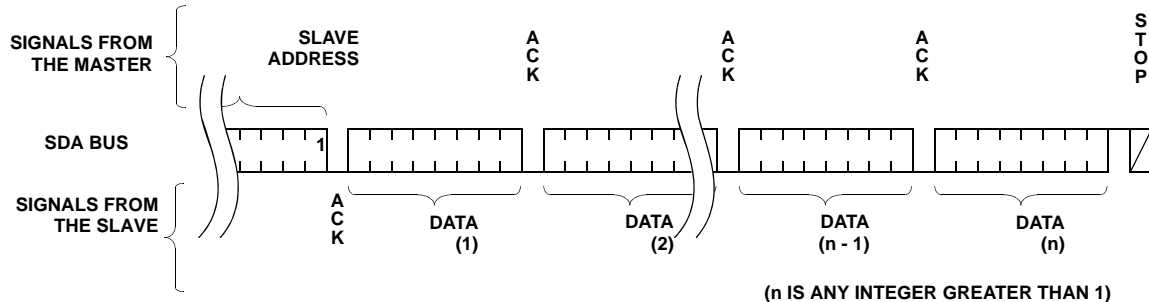 SIGNALS FROM
THE MASTER
SLAVE
ADDRESS
A
C
K
A
C
K
A
C
K
S
T
O
P
SDA BUS
1
SIGNALS FROM
THE SLAVE
A
C
K
DATA
(1)
DATA
(2)
DATA
(n - 1)
DATA
(n)
(n IS ANY INTEGER GREATER THAN 1)